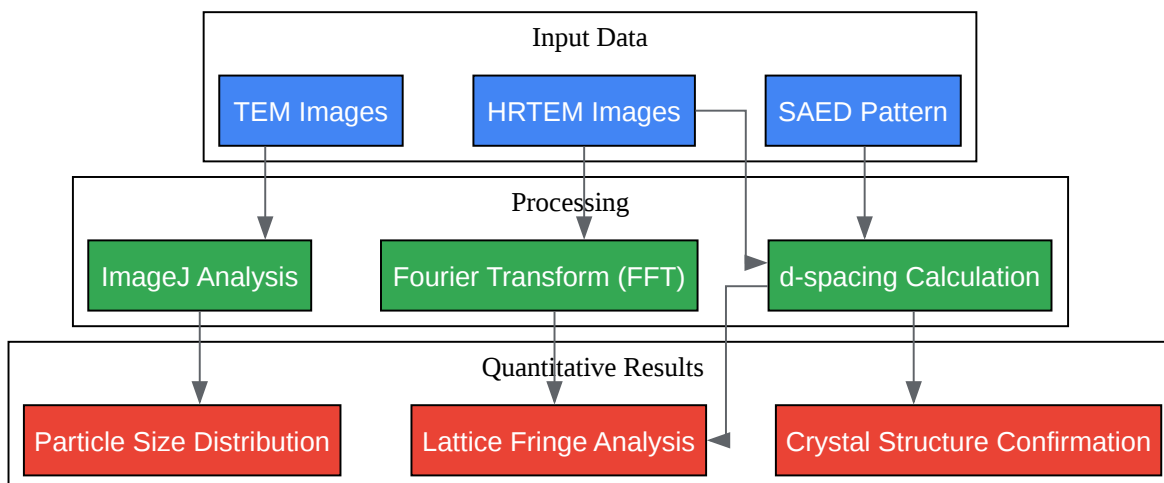 Input Data
TEM Images
HRTEM Images
SAED Pattern
Processing
ImageJ Analysis
Fourier Transform (FFT)
d-spacing Calculation
Quantitative Results
Particle Size Distribution
Lattice Fringe Analysis
Crystal Structure Confirmation